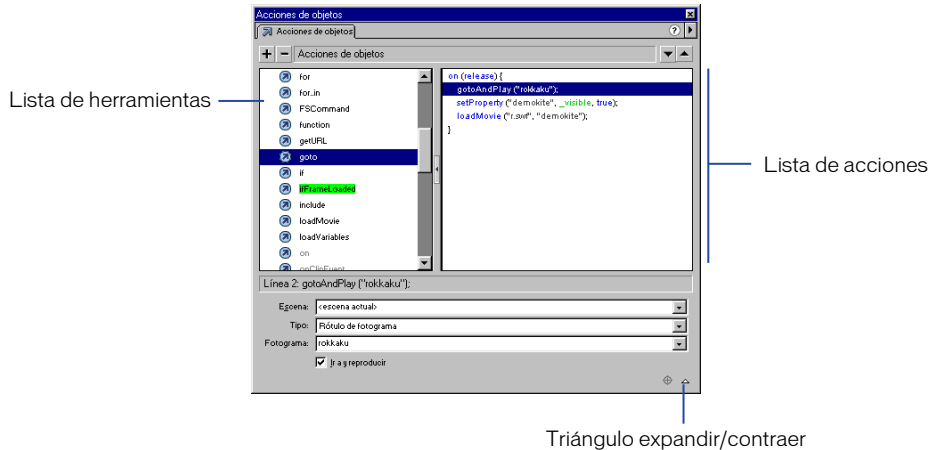 Acciones de objetos
Acciones de objetos
?
+ − Acciones de objetos
for
for..in
FSCommand
function
getURL
goto
if
ifFrameLoaded
include
loadMovie
loadVariables
on
onClipEvent
on (release) {
gotoAndPlay ("rokkaku");
setProperty ("demokite", _visible, true);
loadMovie ("r.swf", "demokite");
}
Línea 2: gotoAndPlay ("rokkaku");
Escena: <escena actual>
Tipo: Rótulo de fotograma
Fotograma: rokkaku
Ir a y reproducir
Lista de herramientas
Lista de acciones
Triángulo expandir/contraer